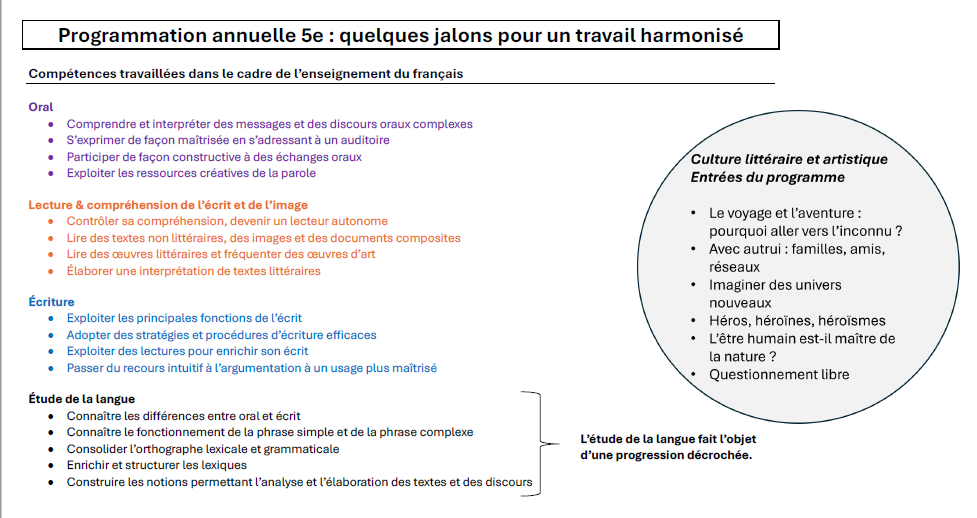 Programmation annuelle 5e : quelques jalons pour un travail harmonisé
Compétences travaillées dans le cadre de l’enseignement du français
Oral
• Comprendre et interpréter des messages et des discours oraux complexes
• S’exprimer de façon maîtrisée en s’adressant à un auditoire
• Participer de façon constructive à des échanges oraux
• Exploiter les ressources créatives de la parole
Lecture & compréhension de l’écrit et de l’image
• Contrôler sa compréhension, devenir un lecteur autonome
• Lire des textes non littéraires, des images et des documents composites
• Lire des œuvres littéraires et fréquenter des œuvres d’art
• Élaborer une interprétation de textes littéraires
Écriture
• Exploiter les principales fonctions de l’écrit
• Adopter des stratégies et procédures d’écriture efficaces
• Exploiter des lectures pour enrichir son écrit
• Passer du recours intuitif à l’argumentation à un usage plus maîtrisé
Étude de la langue
• Connaître les différences entre oral et écrit
• Connaître le fonctionnement de la phrase simple et de la phrase complexe
• Consolider l’orthographe lexicale et grammaticale
• Enrichir et structurer les lexiques
• Construire les notions permettant l’analyse et l’élaboration des textes et des discours
L’étude de la langue fait l’objet
d’une progression décrochée.
Culture littéraire et artistique
Entrées du programme
• Le voyage et l’aventure :
pourquoi aller vers l’inconnu ?
• Avec autrui : familles, amis,
réseaux
• Imaginer des univers
nouveaux
• Héros, héroïnes, héroïsmes
• L’être humain est-il maître de
la nature ?
• Questionnement libre